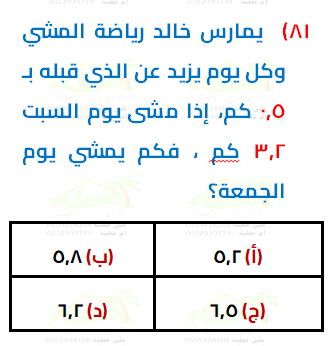 ٨١) يمارس خالد رياضة المشي
وكل يوم يزيد عن الذي قبله بـ
٠,٥ كم، إذا مشى يوم السبت
٣,٢ كم ، فكم يمشي يوم
الجمعة؟
(أ) ٥,٢ (ب) ٥,٨
(ج) ٦,٥ (د) ٦,٢